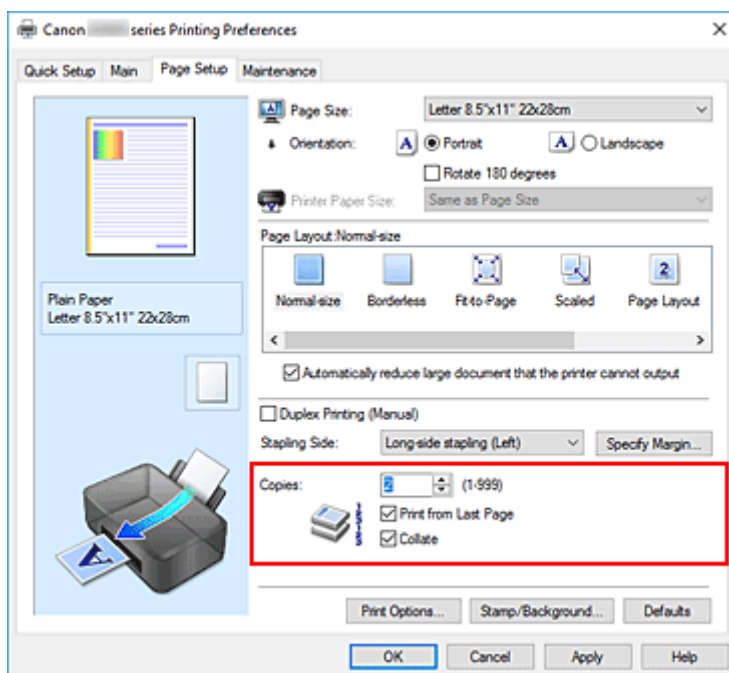 Canon series Printing Preferences
Quick Setup Main Page Setup Maintenance
Page Size: Letter 8.5"x11" 22x28cm
Orientation: A Portrait A Landscape
Rotate 180 degrees
Printer Paper Size: Same as Page Size
Page Layout:Normal-size
Normal-size Borderless Fit-to-Page Scaled Page Layout
Plain Paper
Letter 8.5"x11" 22x28cm
Automatically reduce large document that the printer cannot output
Duplex Printing (Manual)
Stapling Side: Long-side stapling (Left) Specify Margin...
Copies: 2 (1-999)
Print from Last Page
Collate
Print Options... Stamp/Background... Defaults
OK Cancel Apply Help